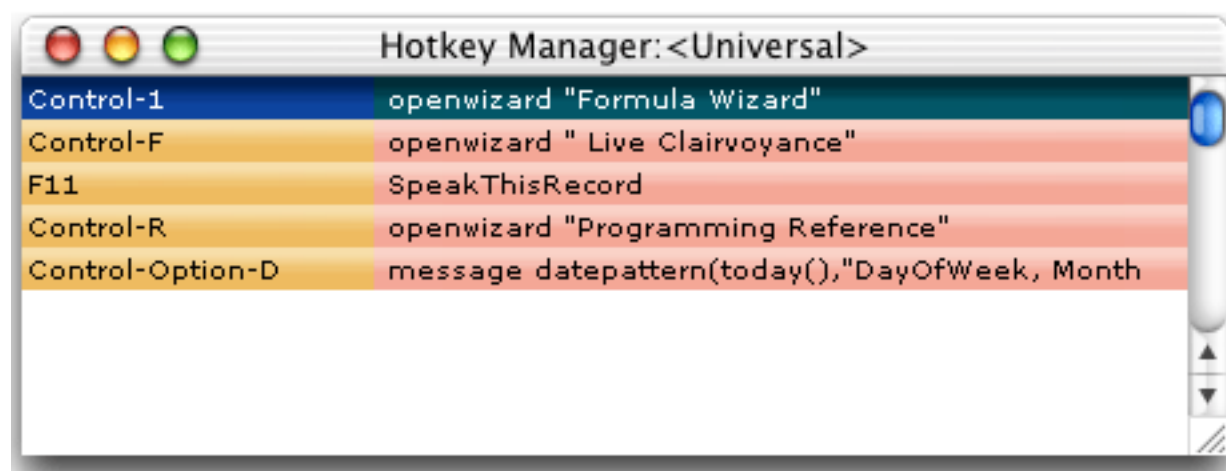 Hotkey Manager:<Universal>
Control-1 openwizard "Formula Wizard"
Control-F openwizard " Live Clairvoyance"
F11 SpeakThisRecord
Control-R openwizard "Programming Reference"
Control-Option-D message datepattern(today(),"DayOfWeek, Month